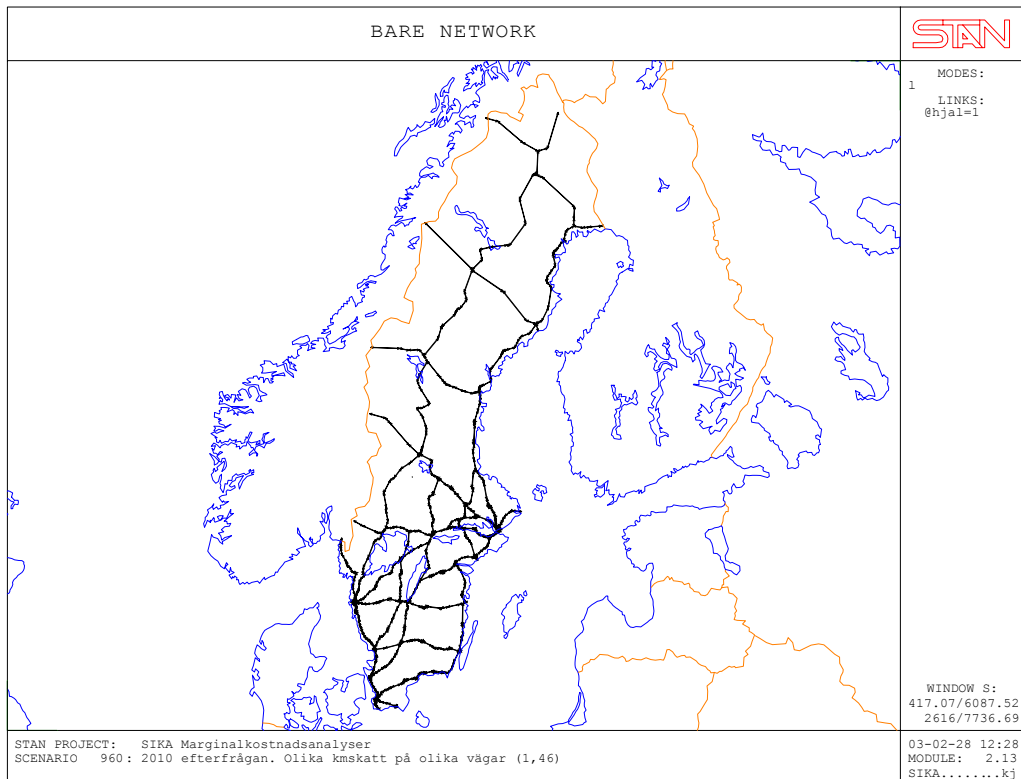 BARE NETWORK
STAN
MODES:
1
LINKS:
@hjal=1
WINDOW S:
417.07/6087.52
2616/7736.69
STAN PROJECT: SIKA Marginalkostnadsanalyser
SCENARIO 960: 2010 efterfrågan. Olika kmskatt på olika vägar (1,46)
03-02-28 12:28
MODULE: 2.13
SIKA.......kj